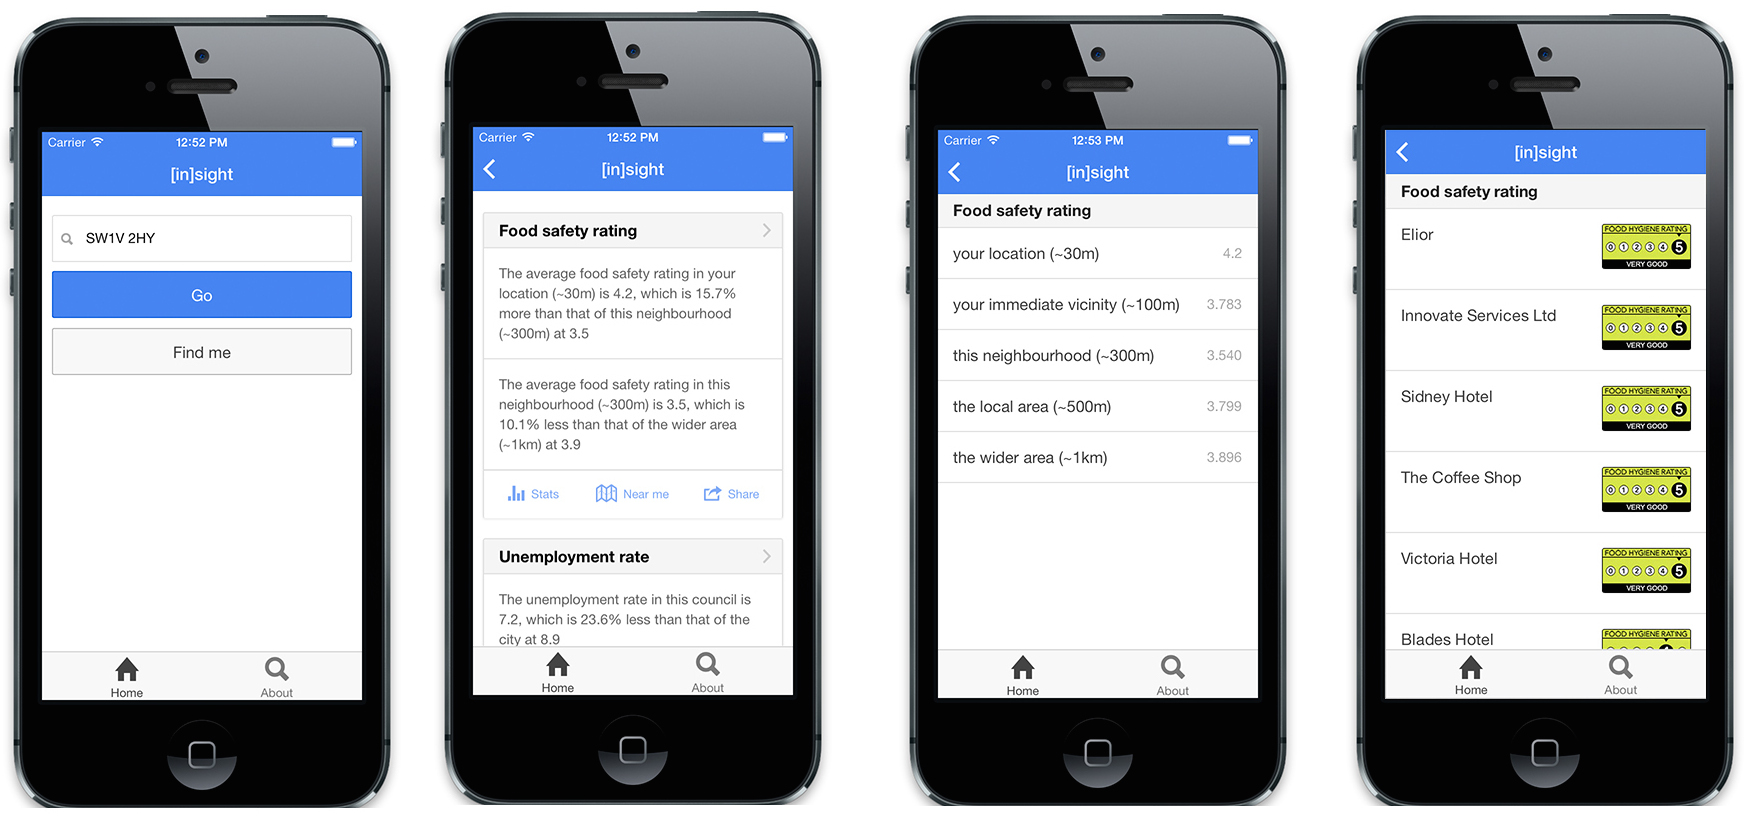 Carrier 12:52 PM
[in]sight
SW1V 2HY
Go
Find me
Home About
Carrier 12:52 PM
[in]sight
Food safety rating
The average food safety rating in your
location (~30m) is 4.2, which is 15.7%
more than that of this neighbourhood
(~300m) at 3.5
The average food safety rating in this
neighbourhood (~300m) is 3.5, which is
10.1% less than that of the wider area
(~1km) at 3.9
Stats Near me Share
Unemployment rate
The unemployment rate in this council is
7.2, which is 23.6% less than that of the
city at 8.9
Home About
Carrier 12:53 PM
[in]sight
Food safety rating
your location (~30m) 4.2
your immediate vicinity (~100m) 3.783
this neighbourhood (~300m) 3.540
the local area (~500m) 3.799
the wider area (~1km) 3.896
Home About
[in]sight
Food safety rating
Elior
FOOD HYGIENE RATING
0 1 2 3 4 5
VERY GOOD
Innovate Services Ltd
FOOD HYGIENE RATING
0 1 2 3 4 5
VERY GOOD
Sidney Hotel
FOOD HYGIENE RATING
0 1 2 3 4 5
VERY GOOD
The Coffee Shop
FOOD HYGIENE RATING
0 1 2 3 4 5
VERY GOOD
Victoria Hotel
FOOD HYGIENE RATING
0 1 2 3 4 5
VERY GOOD
Blades Hotel
FOOD HYGIENE RATING
Home About